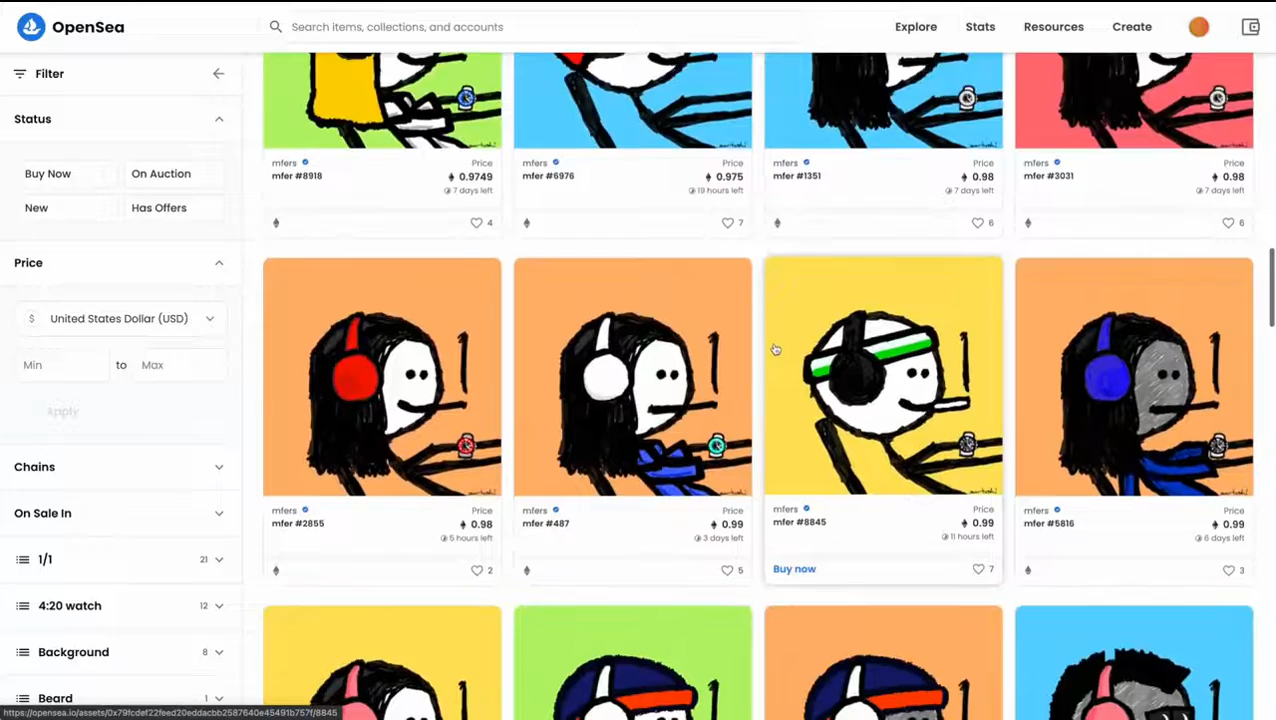 OpenSea
Search items, collections, and accounts
Explore
Stats
Resources
Create
Filter
Status
Buy Now
On Auction
New
Has Offers
Price
$ United States Dollar (USD)
Min
to
Max
Apply
Chains
On Sale In
1/1
21
4:20 watch
12
Background
8
Beard
1
mfers
Price
mfer #8918
0.9749
7 days left
4
mfers
Price
mfer #6976
0.975
19 hours left
7
mfers
Price
mfer #1351
0.98
7 days left
6
mfers
Price
mfer #3031
0.98
7 days left
6
mfers
Price
mfer #2855
0.98
5 hours left
2
mfers
Price
mfer #487
0.99
3 days left
5
mfers
Price
mfer #8845
0.99
11 hours left
Buy now
7
mfers
Price
mfer #5816
0.99
6 days left
3